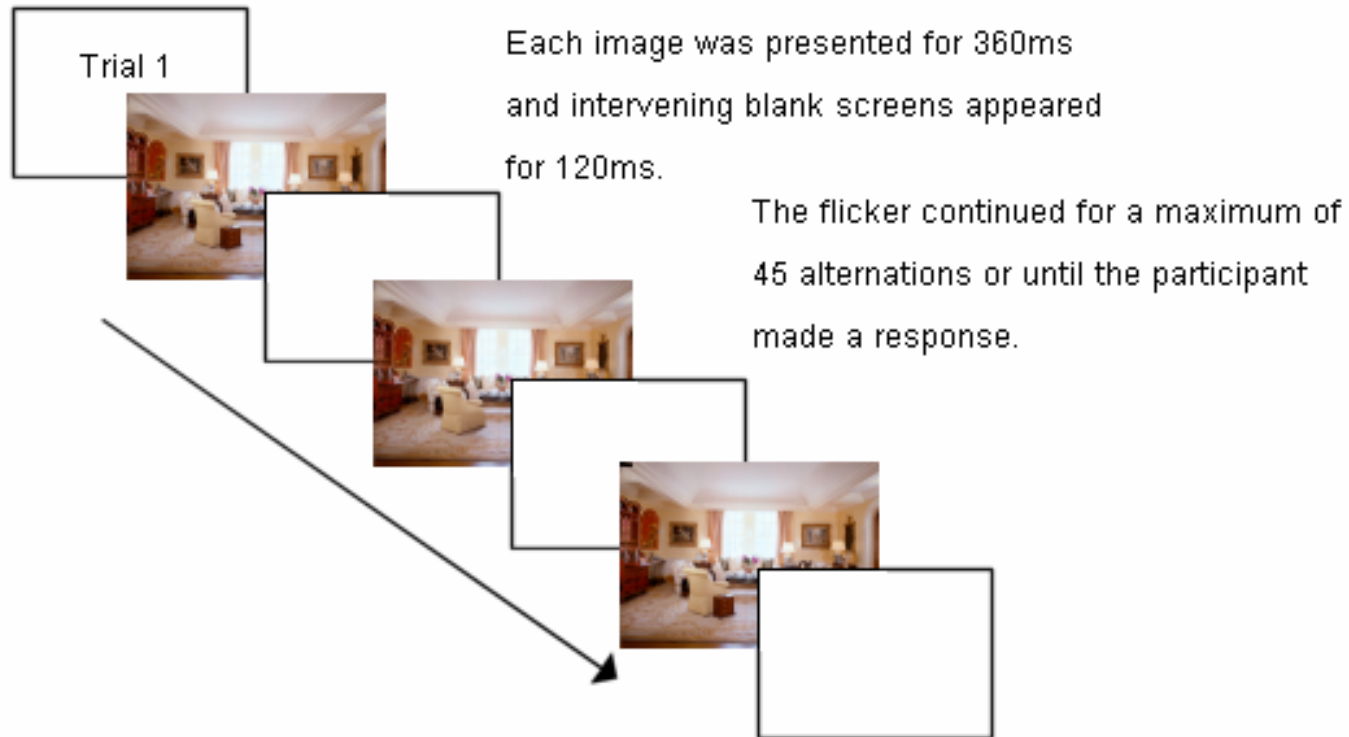 Trial 1
Each image was presented for 360ms
and intervening blank screens appeared
for 120ms.
The flicker continued for a maximum of
45 alternations or until the participant
made a response.